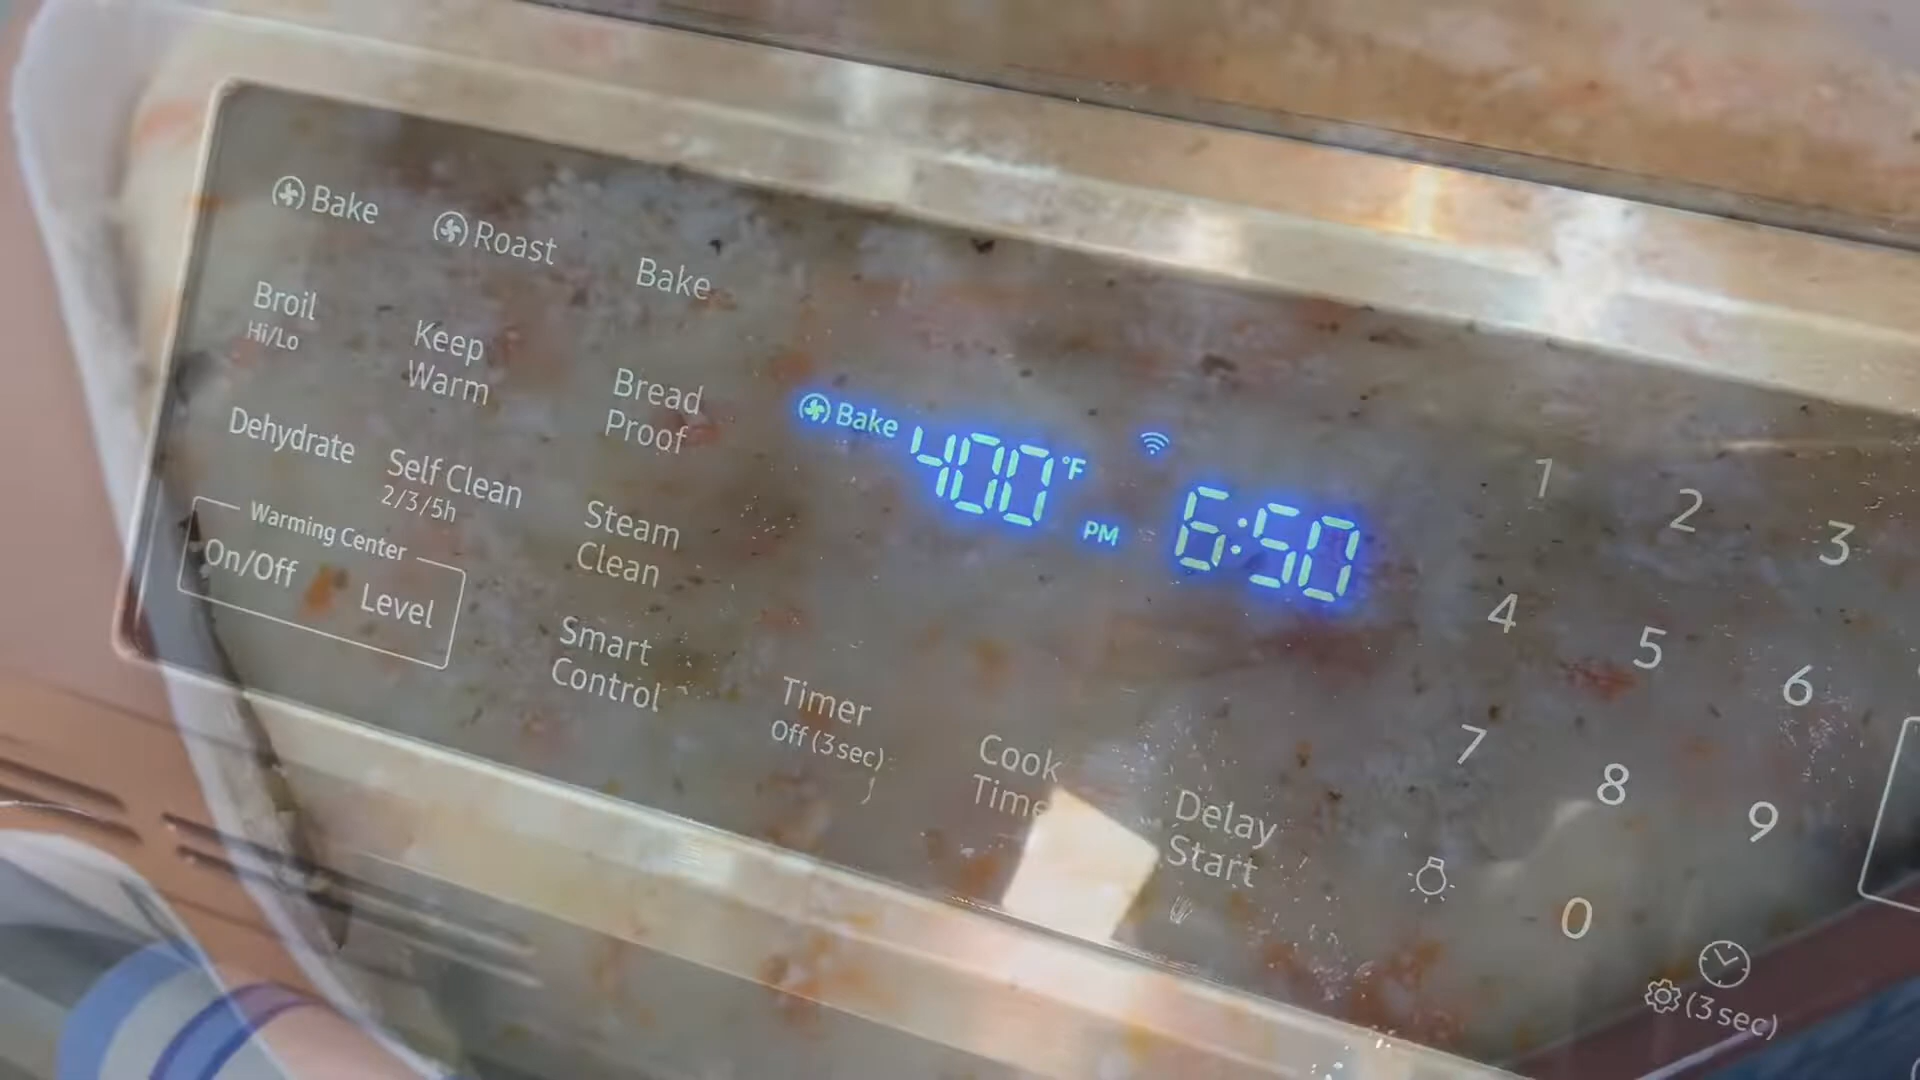 Bake
Roast
Bake
Broil
Hi/Lo
Keep
Warm
Bread
Proof
Dehydrate
Self Clean
2/3/5h
Steam
Clean
Warming Center
On/Off
Level
Smart
Control
Bake
400°F
PM
6:50
Timer
Off (3 sec)
Cook
Time
Delay
Start
1
2
3
4
5
6
7
8
9
0
(3 sec)